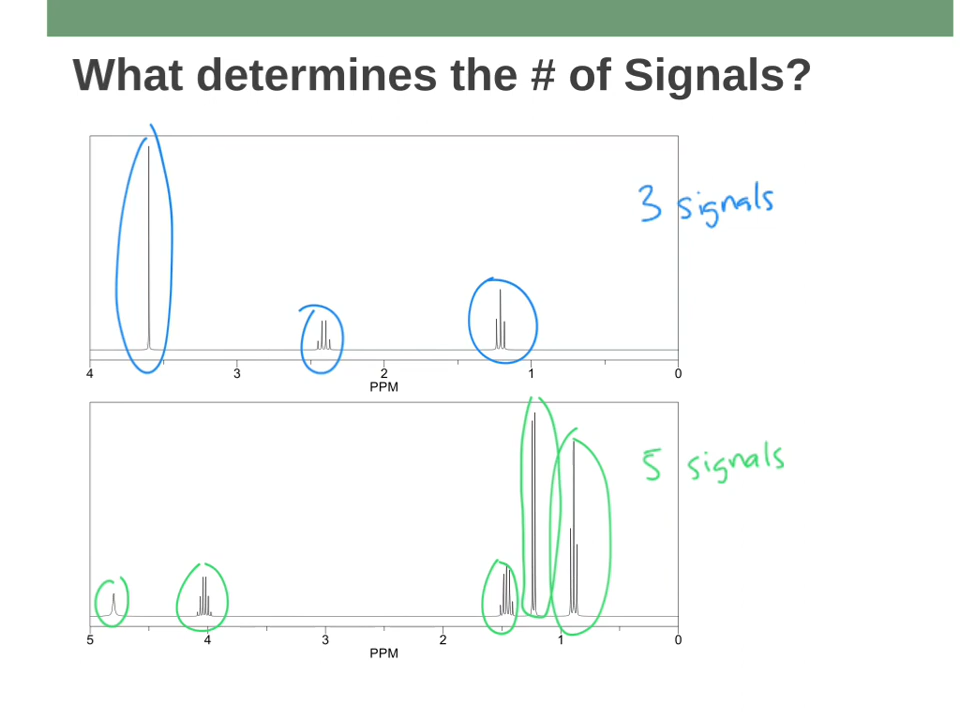 What determines the # of Signals?
3 signals
4 3 2 1 0
PPM
5 signals
5 4 3 2 1 0
PPM